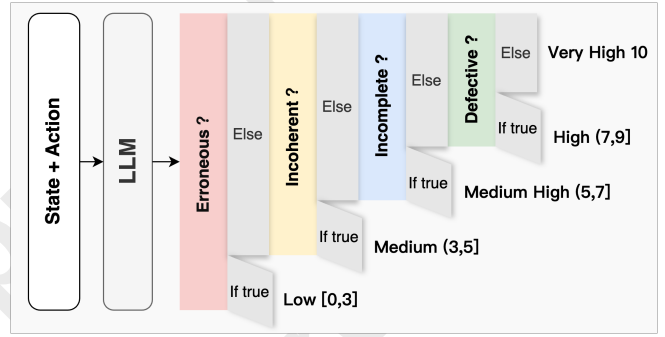 State + Action
LLM
Erroneous ?
If true
Low [0,3]
Else
Incoherent ?
If true
Medium (3,5]
Else
Incomplete ?
If true
Medium High (5,7]
Else
Defective ?
If true
High (7,9]
Else
Very High 10